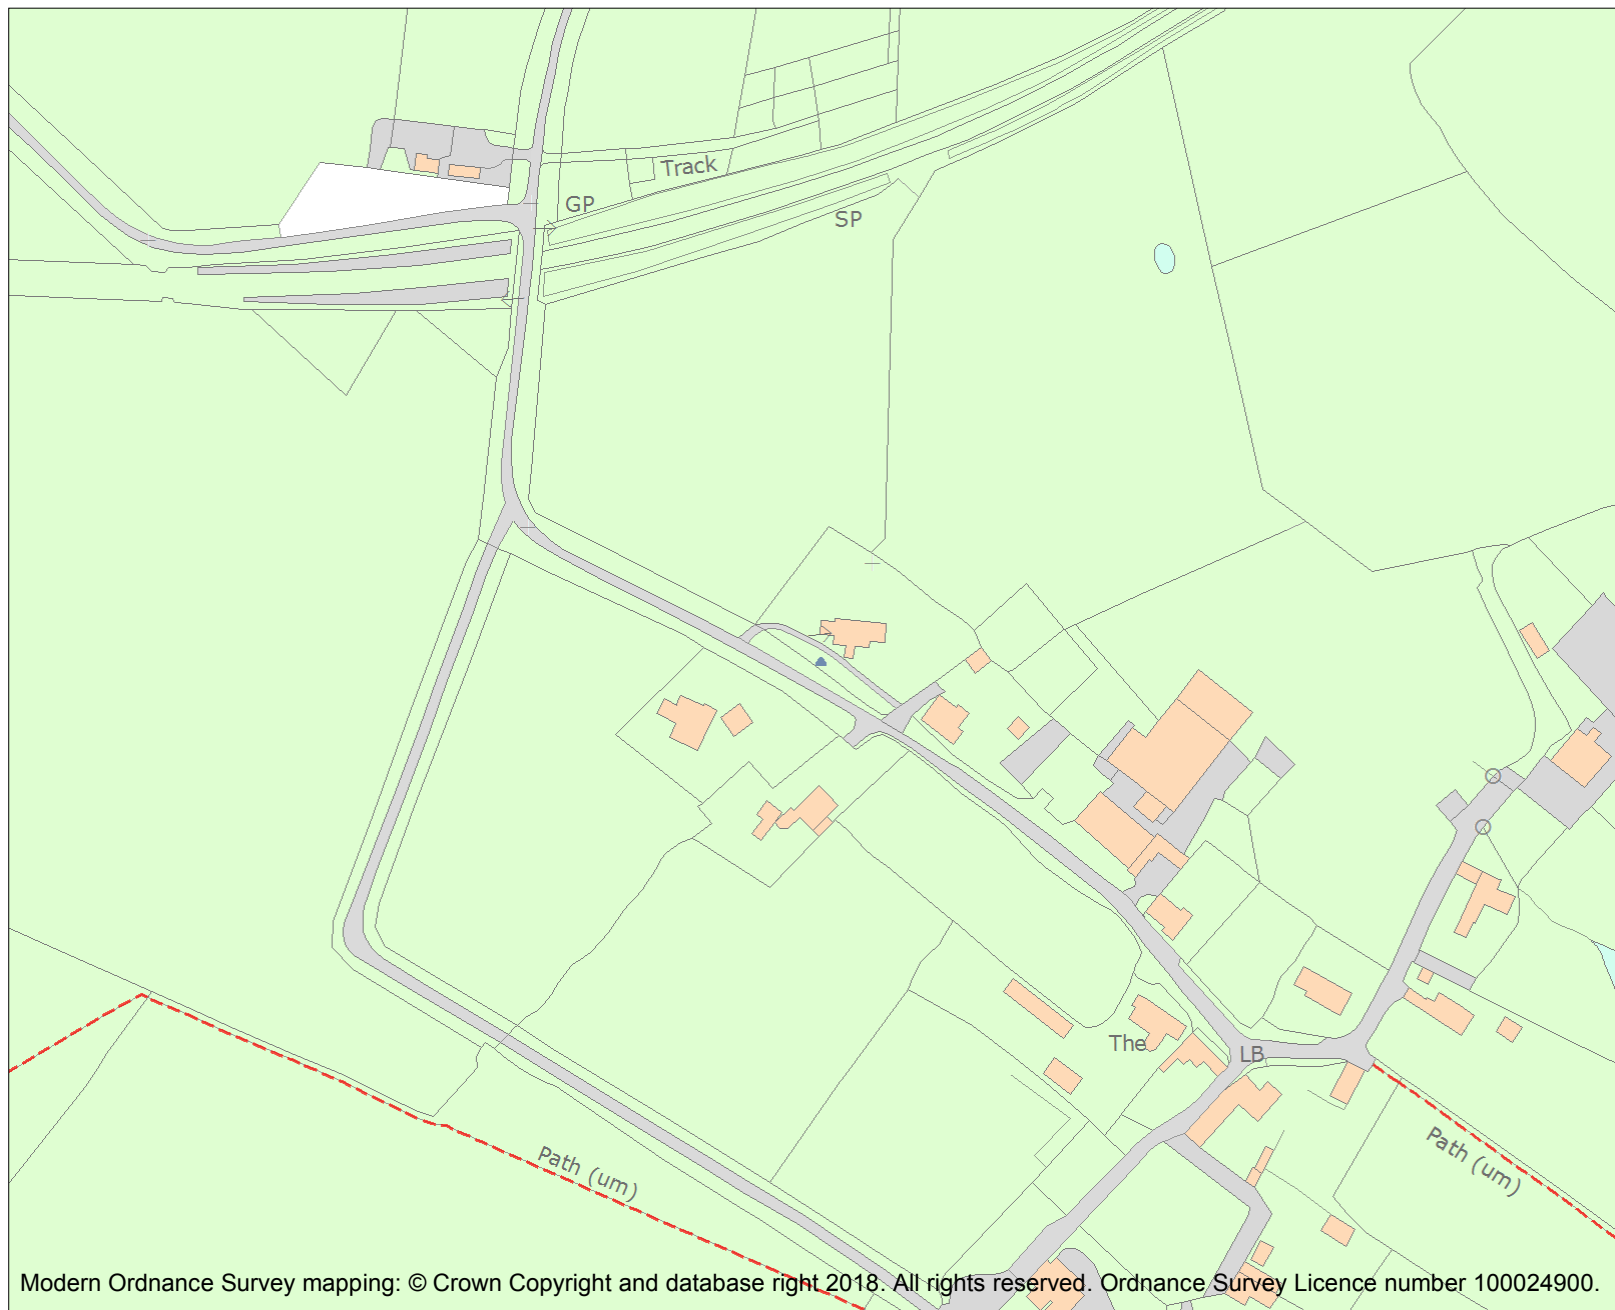 Track
GP
SP
The
LB
Path (um)
Path (um)
Modern Ordnance Survey mapping: © Crown Copyright and database right 2018. All rights reserved. Ordnance Survey Licence number 100024900.